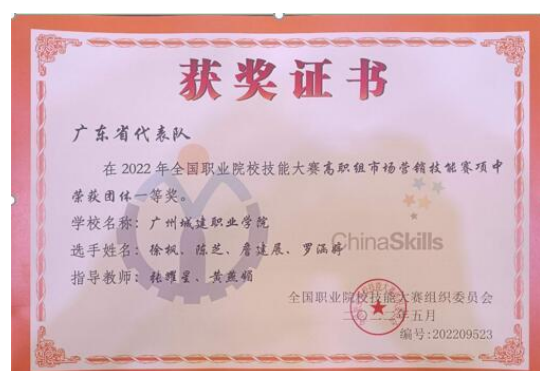 获奖证书
广东省代表队
在2022年全国职业院校技能大赛高职组市场营销技能赛项中
荣获团体一等奖。
学校名称：广州城建职业学院
选手姓名：徐枫、陈芝、詹建展、罗
ChinaSkills
指导教师：张耀星、黄燕
全国职业院校技能大赛组织委员会
二〇二二年五月
编号:202209523